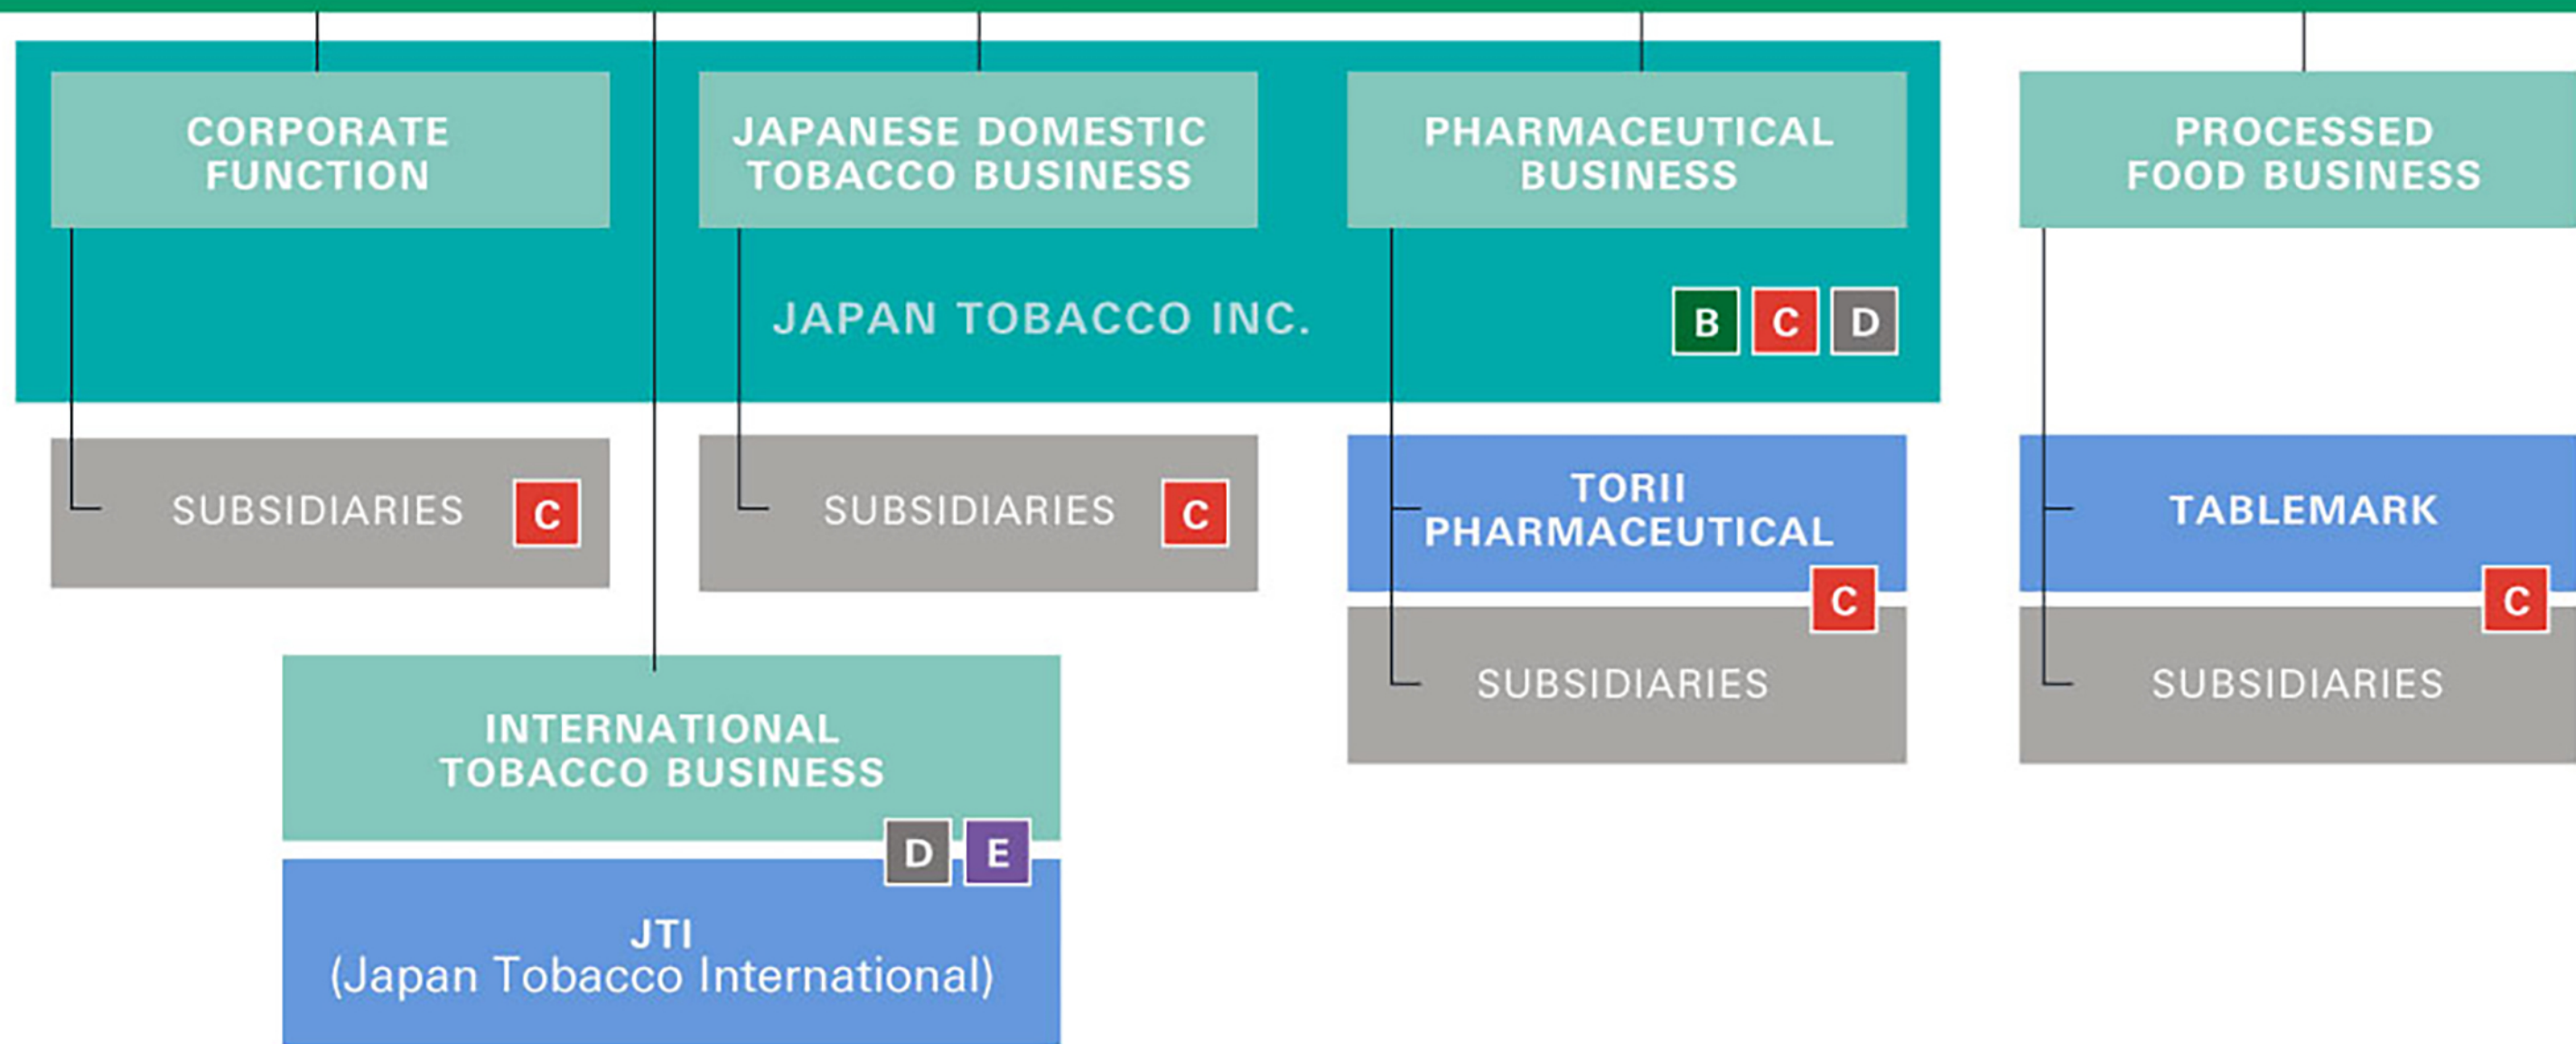 CORPORATE
FUNCTION
JAPANESE DOMESTIC
TOBACCO BUSINESS
PHARMACEUTICAL
BUSINESS
PROCESSED
FOOD BUSINESS
JAPAN TOBACCO INC.
B C D
SUBSIDIARIES C
SUBSIDIARIES C
TORII
PHARMACEUTICAL
C
SUBSIDIARIES
TABLEMARK
C
SUBSIDIARIES
INTERNATIONAL
TOBACCO BUSINESS
D E
JTI
(Japan Tobacco International)